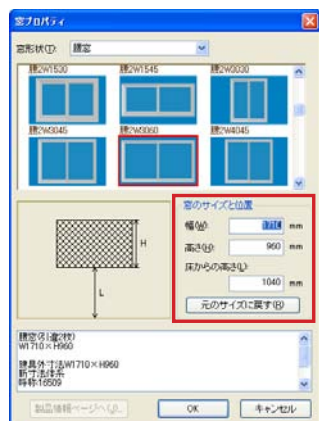 窓プロパティ
窓形状(T): 腰窓
腰2W1530 腰2W1545 腰2W3030
腰2W3045 腰2W3060 腰2W4045
窓のサイズと位置
幅(W): 1710 mm
高さ(H): 960 mm
床からの高さ(L):
1040 mm
元のサイズに戻す(R)
H
L
腰窓(引違2枚)
W1710×H960
建具外寸法W1710×H960
新寸法体系
呼称16509
製品情報ページへ(J)...
OK キャンセル